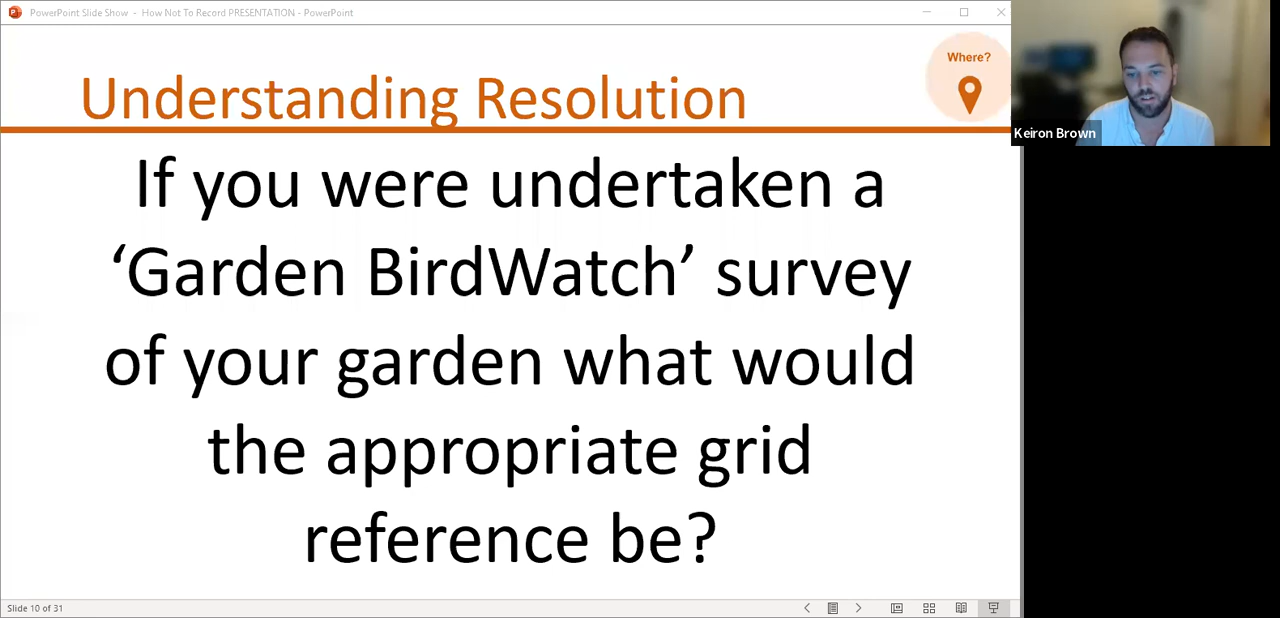 PowerPoint Slide Show - How Not To Record PRESENTATION - PowerPoint
Understanding Resolution
Where?
Keiron Brown
If you were undertaken a
‘Garden BirdWatch’ survey
of your garden what would
the appropriate grid
reference be?
Slide 10 of 31